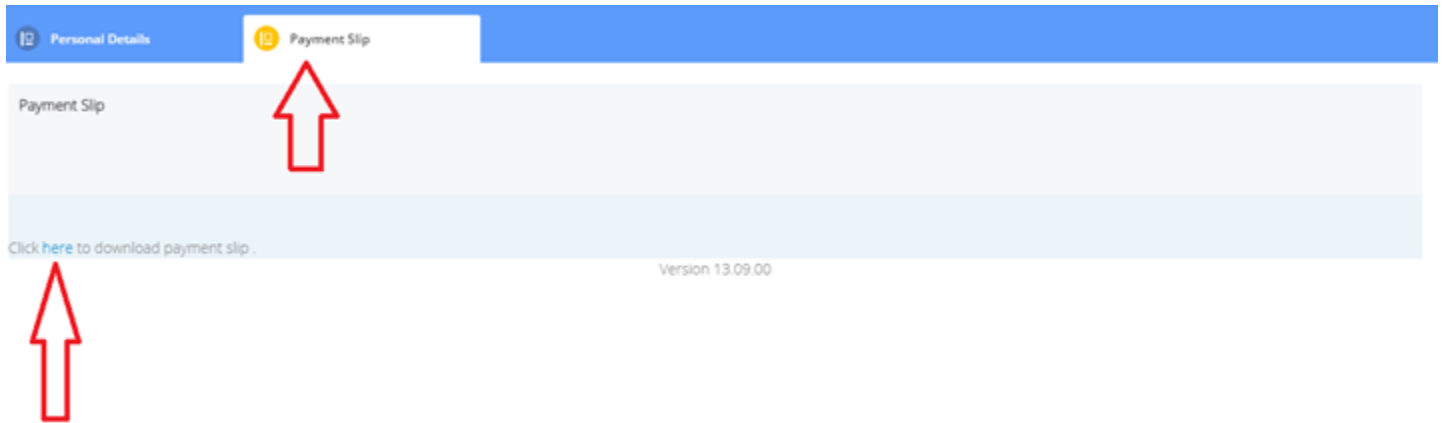 Personal Details
Payment Slip
Payment Slip
Click here to download payment slip .
Version 13.09.00